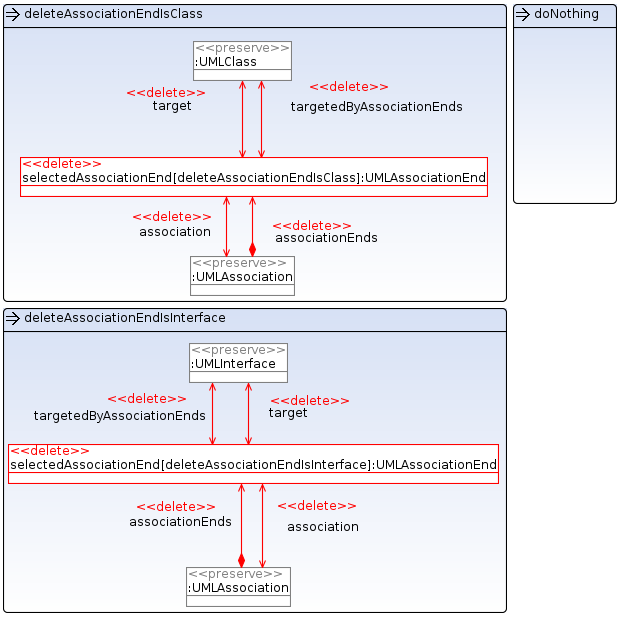 deleteAssociationEndIsClass
<<preserve>>
:UMLClass
<<delete>>
target
<<delete>>
targetedByAssociationEnds
<<delete>>
selectedAssociationEnd[deleteAssociationEndIsClass]:UMLAssociationEnd
<<delete>>
association
<<delete>>
associationEnds
<<preserve>>
:UMLAssociation
doNothing
deleteAssociationEndIsInterface
<<preserve>>
:UMLInterface
<<delete>>
targetedByAssociationEnds
<<delete>>
target
<<delete>>
selectedAssociationEnd[deleteAssociationEndIsInterface]:UMLAssociationEnd
<<delete>>
associationEnds
<<delete>>
association
<<preserve>>
:UMLAssociation